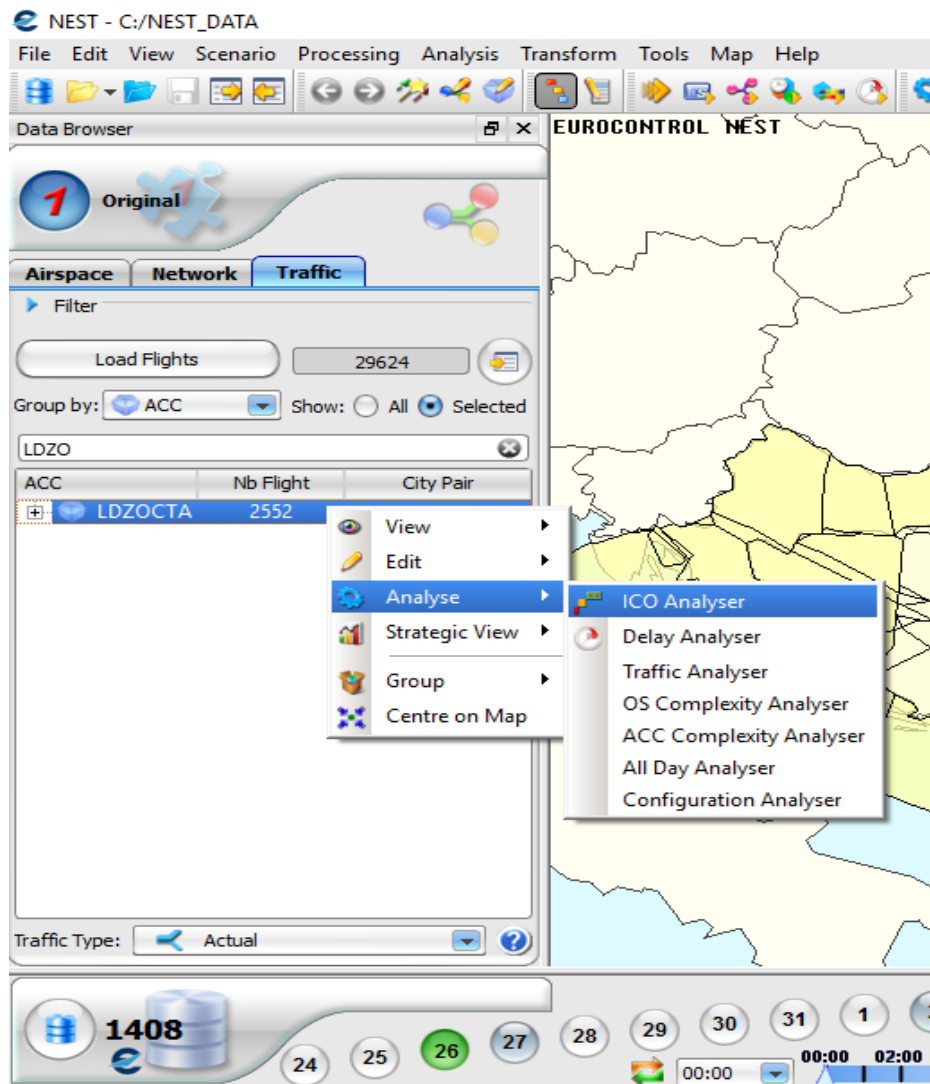 NEST - C:/NEST_DATA
File Edit View Scenario Processing Analysis Transform Tools Map Help
Data Browser
EUROCONTROL NEST
1 Original
Airspace Network Traffic
Filter
Load Flights 29624
Group by: ACC Show: All Selected
LDZO
ACC Nb Flight City Pair
LDZOCTA 2552
View
Edit
Analyse
Strategic View
Group
Centre on Map
ICO Analyser
Delay Analyser
Traffic Analyser
OS Complexity Analyser
ACC Complexity Analyser
All Day Analyser
Configuration Analyser
Traffic Type: Actual
1408
24 25 26 27 28 29 30 31 1
00:00 00:00 02:00